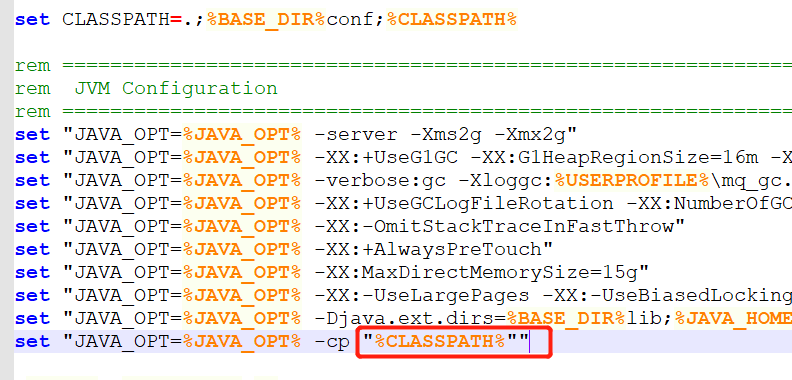 set CLASSPATH=.;%BASE_DIR%conf;%CLASSPATH%
rem =============================================================
rem  JVM Configuration
rem =============================================================
set "JAVA_OPT=%JAVA_OPT% -server -Xms2g -Xmx2g"
set "JAVA_OPT=%JAVA_OPT% -XX:+UseG1GC -XX:G1HeapRegionSize=16m -X
set "JAVA_OPT=%JAVA_OPT% -verbose:gc -Xloggc:%USERPROFILE%\mq_gc.
set "JAVA_OPT=%JAVA_OPT% -XX:+UseGCLogFileRotation -XX:NumberOfGC
set "JAVA_OPT=%JAVA_OPT% -XX:-OmitStackTraceInFastThrow"
set "JAVA_OPT=%JAVA_OPT% -XX:+AlwaysPreTouch"
set "JAVA_OPT=%JAVA_OPT% -XX:MaxDirectMemorySize=15g"
set "JAVA_OPT=%JAVA_OPT% -XX:-UseLargePages -XX:-UseBiasedLocking
set "JAVA_OPT=%JAVA_OPT% -Djava.ext.dirs=%BASE_DIR%lib;%JAVA_HOME
set "JAVA_OPT=%JAVA_OPT% -cp "%CLASSPATH%""